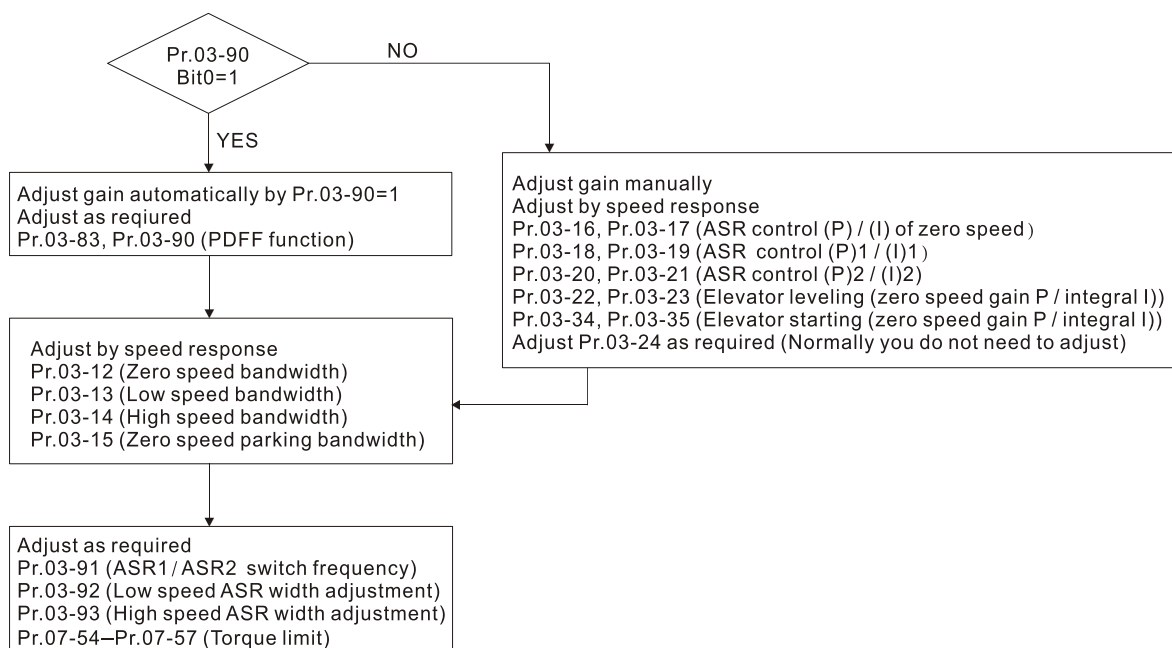 Pr.03-90
Bit0=1
NO
YES
Adjust gain automatically by Pr.03-90=1
Adjust as reqiured
Pr.03-83, Pr.03-90 (PDFF function)
Adjust gain manually
Adjust by speed response
Pr.03-16, Pr.03-17 (ASR control (P) / (I) of zero speed)
Pr.03-18, Pr.03-19 (ASR control (P)1 / (I)1)
Pr.03-20, Pr.03-21 (ASR control (P)2 / (I)2)
Pr.03-22, Pr.03-23 (Elevator leveling (zero speed gain P / integral I))
Pr.03-34, Pr.03-35 (Elevator starting (zero speed gain P / integral I))
Adjust Pr.03-24 as required (Normally you do not need to adjust)
Adjust by speed response
Pr.03-12 (Zero speed bandwidth)
Pr.03-13 (Low speed bandwidth)
Pr.03-14 (High speed bandwidth)
Pr.03-15 (Zero speed parking bandwidth)
Adjust as required
Pr.03-91 (ASR1/ASR2 switch frequency)
Pr.03-92 (Low speed ASR width adjustment)
Pr.03-93 (High speed ASR width adjustment)
Pr.07-54–Pr.07-57 (Torque limit)